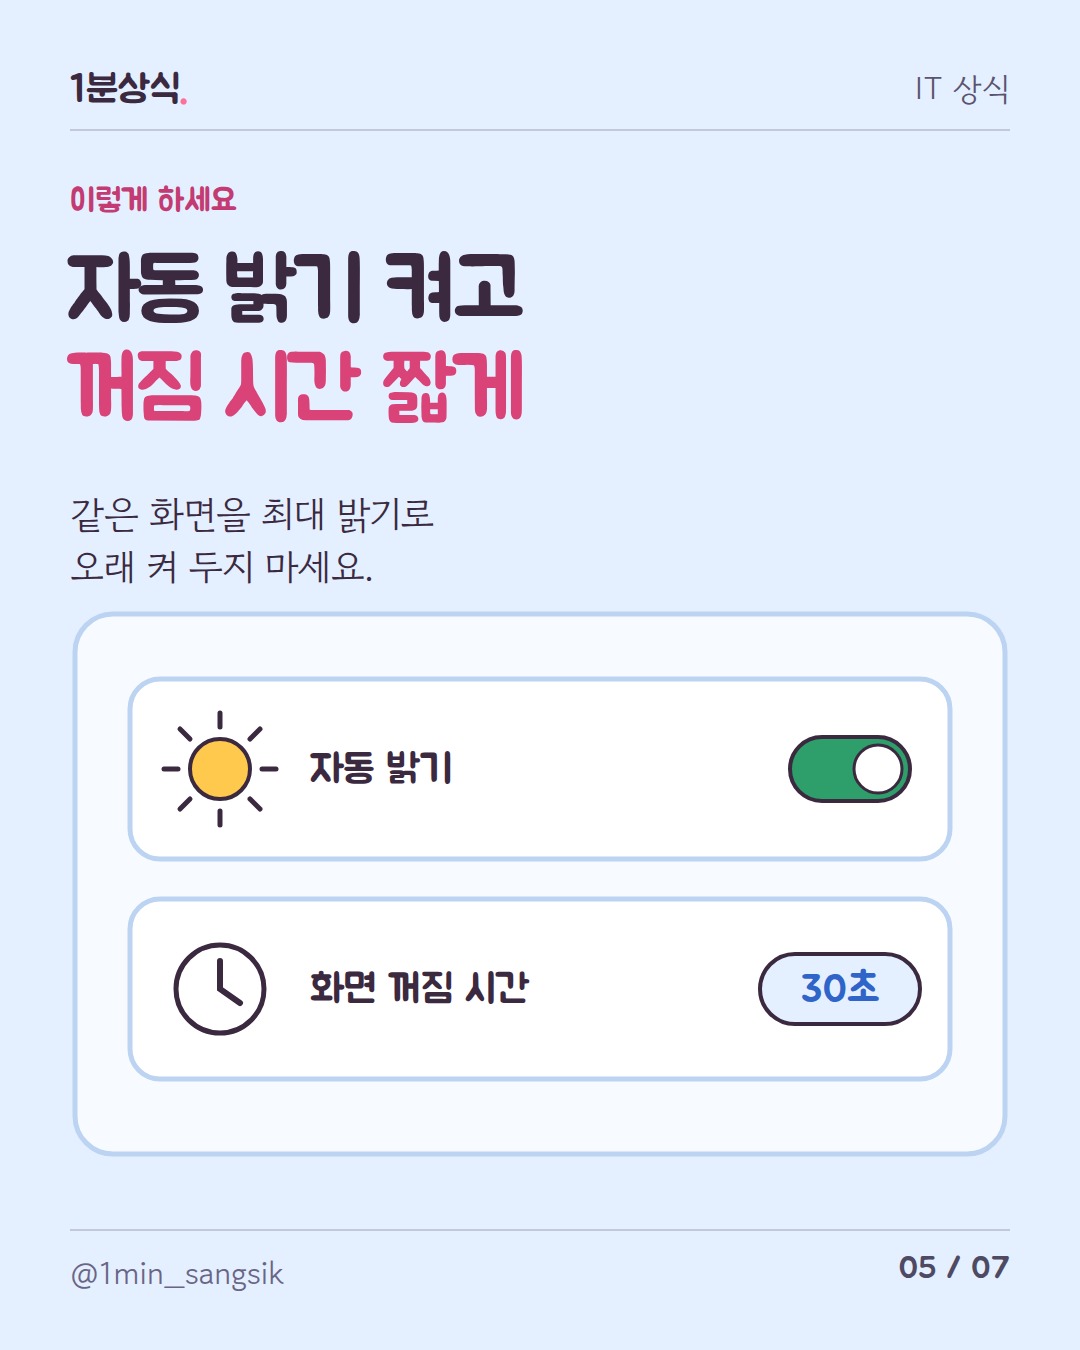 1분상식.
IT 상식
이렇게 하세요
자동 밝기 켜고
꺼짐 시간 짧게
같은 화면을 최대 밝기로
오래 켜 두지 마세요.
자동 밝기
화면 꺼짐 시간
30초
@1min_sangsik
05 / 07